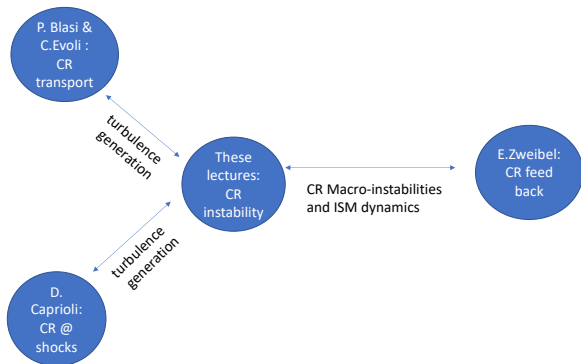 P. Blasi &
C.Evoli :
CR
transport
turbulence
generation
These
lectures:
CR
instability
CR Macro-instabilities
and ISM dynamics
E.Zweibel:
CR feed
back
turbulence
generation
D.
Caprioli:
CR @
shocks